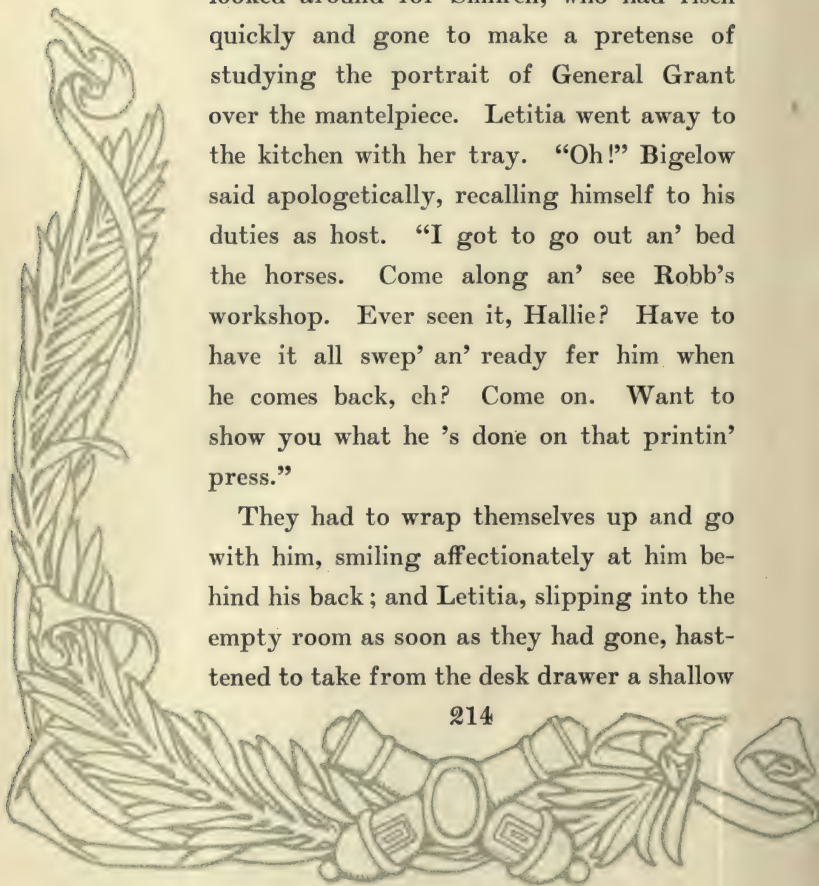 looked around for who had risen
quickly and gone to make a pretense of
studying the portrait of General Grant
over the mantelpiece. Letitia went away to
the kitchen with her tray. “Oh!” Bigelow
said apologetically, recalling himself to his
duties as host. “I got to go out an’ bed
the horses. Come along an’ see Robb’s
workshop. Ever seen it, Hallie? Have to
have it all swep’ an’ ready fer him when
he comes back, eh? Come on. Want to
show you what he ’s done on that printin’
press.”
They had to wrap themselves up and go
with him, smiling affectionately at him be-
hind his back; and Letitia, slipping into the
empty room as soon as they had gone, hast-
tened to take from the desk drawer a shallow
214